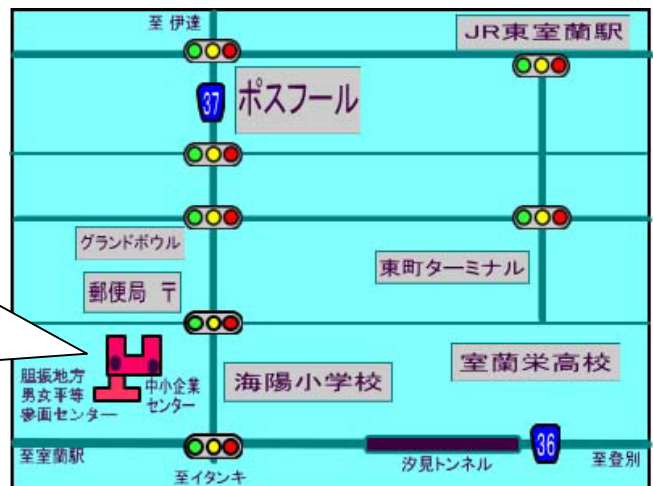 至 伊達
JR東室蘭駅
37
ポスフール
グランドボウル
郵便局 〒
東町ターミナル
室蘭栄高校
海陽小学校
胆振地方
男女平等
参画センター
中小企業
センター
至室蘭駅
至イタンキ
汐見トンネル
36
至登別